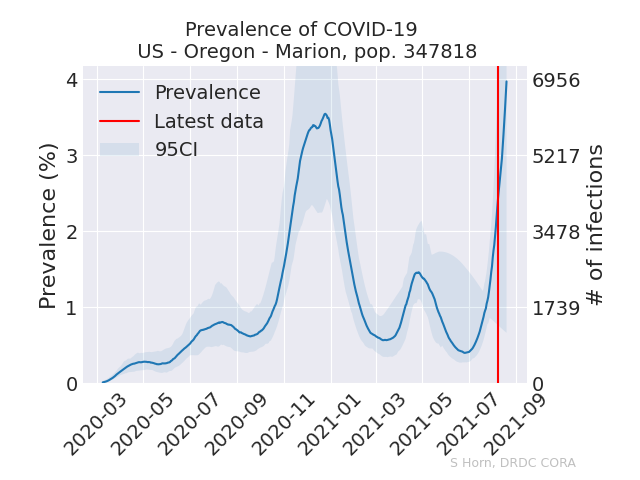 Prevalence of COVID-19
US - Oregon - Marion, pop. 347818
Prevalence
Latest data
95CI
Prevalence (%)
4
3
2
1
0
6956
5217
3478
1739
0
# of infections
2020-03
2020-05
2020-07
2020-09
2020-11
2021-01
2021-03
2021-05
2021-07
2021-09
S Horn, DRDC CORA